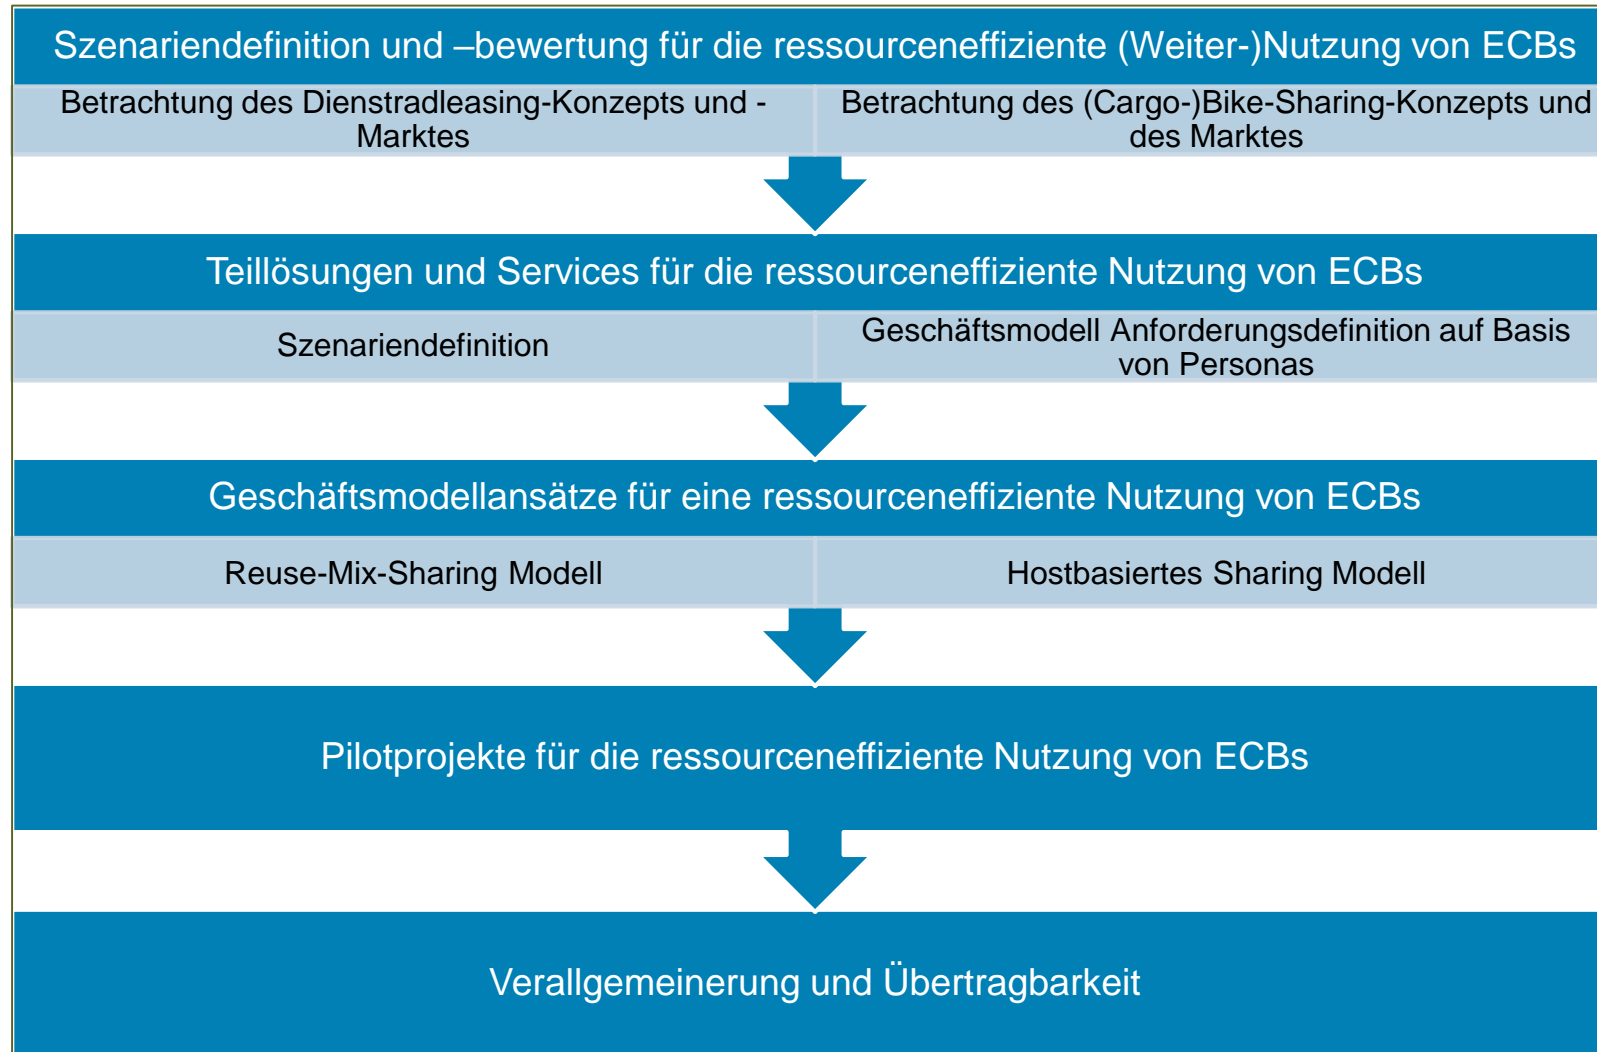 Szenariendefinition und –bewertung für die ressourceneffiziente (Weiter-)Nutzung von ECBs
Betrachtung des Dienstradleasing-Konzepts und -
Marktes
Betrachtung des (Cargo-)Bike-Sharing-Konzepts und
des Marktes
Teillösungen und Services für die ressourceneffiziente Nutzung von ECBs
Szenariendefinition
Geschäftsmodell Anforderungsdefinition auf Basis
von Personas
Geschäftsmodellansätze für eine ressourceneffiziente Nutzung von ECBs
Reuse-Mix-Sharing Modell
Hostbasiertes Sharing Modell
Pilotprojekte für die ressourceneffiziente Nutzung von ECBs
Verallgemeinerung und Übertragbarkeit